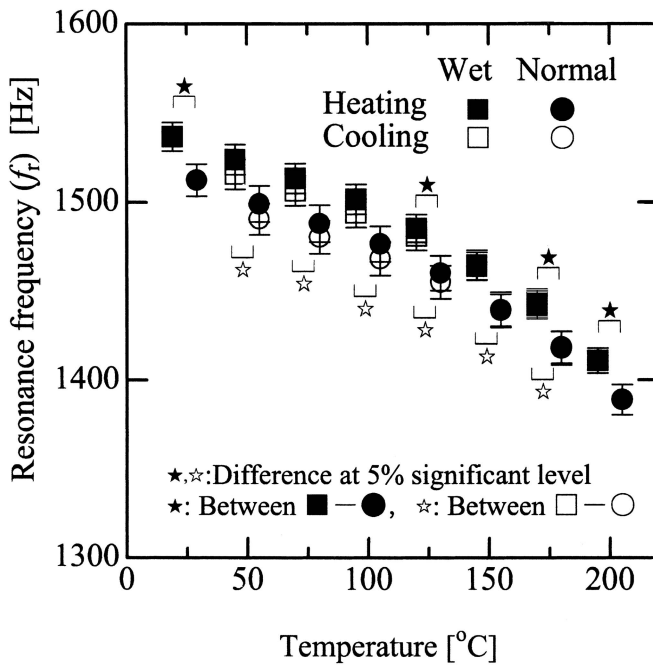 1600
1500
1400
1300
Resonance frequency (fr) [Hz]
Wet Normal
Heating
Cooling
★,☆:Difference at 5% significant level
★: Between ■ – ●, ☆: Between □ – ○
0 50 100 150 200
Temperature [°C]